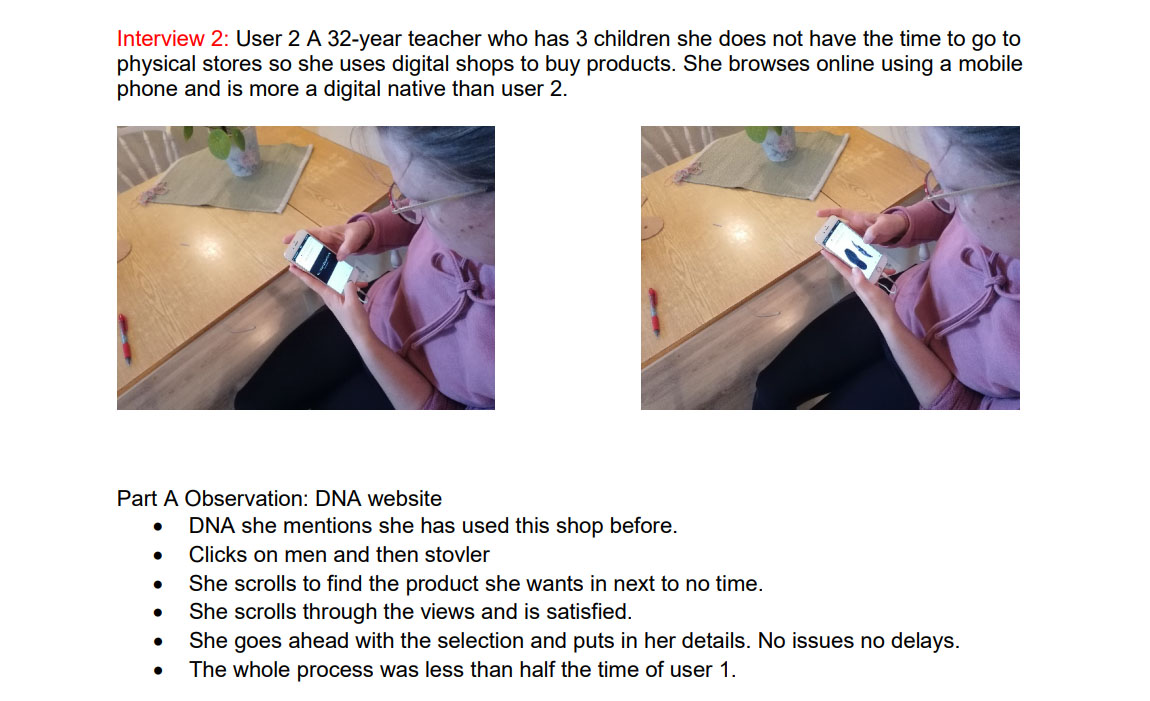 Interview 2: User 2 A 32-year teacher who has 3 children she does not have the time to go to
physical stores so she uses digital shops to buy products. She browses online using a mobile
phone and is more a digital native than user 2.
Part A Observation: DNA website
• DNA she mentions she has used this shop before.
• Clicks on men and then stovler
• She scrolls to find the product she wants in next to no time.
• She scrolls through the views and is satisfied.
• She goes ahead with the selection and puts in her details. No issues no delays.
• The whole process was less than half the time of user 1.